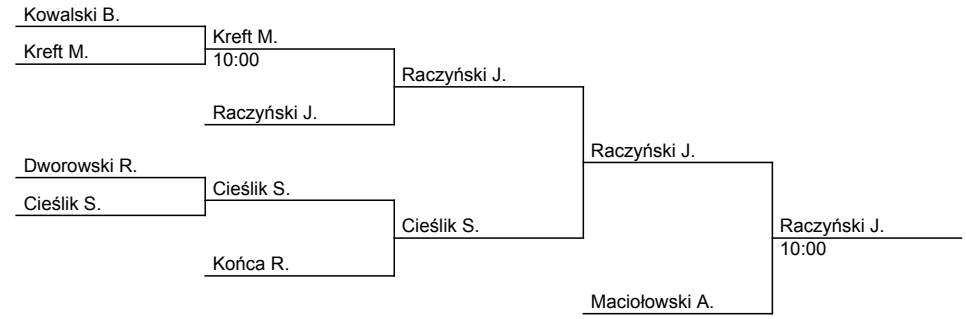 Kowalski B.
Kreft M.
Kreft M.
10:00
Raczyński J.
Raczyński J.
Raczyński J.
Dworowski R.
Cieślik S.
Cieślik S.
Cieślik S.
Raczyński J.
10:00
Końca R.
Maciołowski A.